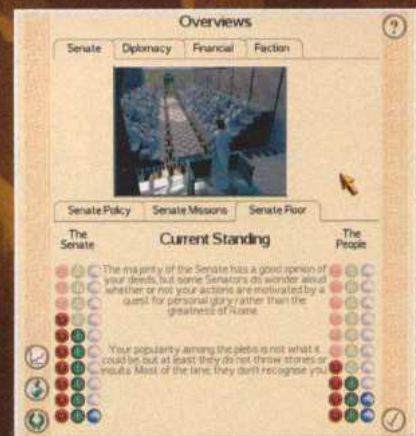 Overviews
Senate Diplomacy Financial Faction
Senate Policy Senate Missions Senate Floor
The Senate
Current Standing
The People
The majority of the Senate has a good opinion of
your deeds, but some Senators do wonder aloud
whether or not your actions are motivated by a
quest for personal glory rather than the
greatness of Rome.
Your popularity among the plebs is not what it
could be but at least they do not throw stones or
insults. Most of the time, they don't recognise you
?